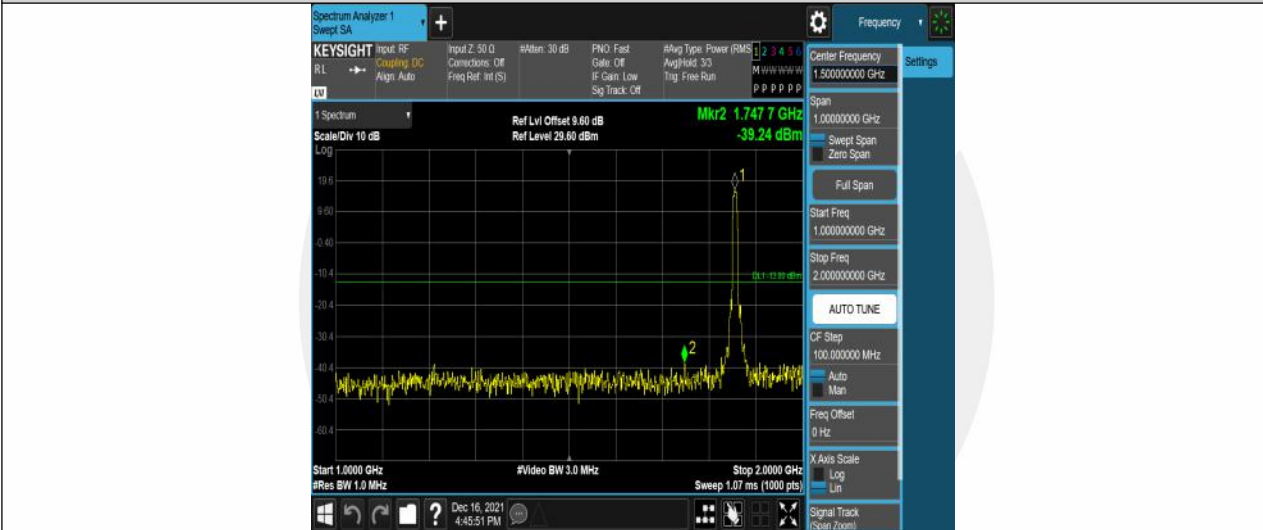 Spectrum Analyzer 1
Swept SA
+
Frequency
KEYSIGHT
RL
LV
Input: RF
Coupling: DC
Align: Auto
Input Z: 50 Ω
Corrections: Off
Freq Ref: Int (S)
#Atten: 30 dB
PNO: Fast
Gate: Off
IF Gain: Low
Sig Track: Off
#Avg Type: Power (RMS
Avg|Hold: 3/3
Trig: Free Run
1 2 3 4 5 6
M W W W W W
P P P P P P
1 Spectrum
Scale/Div 10 dB
Log
Ref Lvl Offset 9.60 dB
Ref Level 29.60 dBm
Mkr2 1.747 7 GHz
-39.24 dBm
19.6
9.60
-0.40
-10.4
-20.4
-30.4
-40.4
-50.4
-60.4
1
DL1 -13.00 dBm
2
Start 1.0000 GHz
#Res BW 1.0 MHz
#Video BW 3.0 MHz
Stop 2.0000 GHz
Sweep 1.07 ms (1000 pts)
?
Dec 16, 2021
4:45:51 PM
Center Frequency
1.500000000 GHz
Span
1.00000000 GHz
Swept Span
Zero Span
Full Span
Start Freq
1.000000000 GHz
Stop Freq
2.000000000 GHz
AUTO TUNE
CF Step
100.000000 MHz
Auto
Man
Freq Offset
0 Hz
X Axis Scale
Log
Lin
Signal Track
(Span Zoom)
Settings